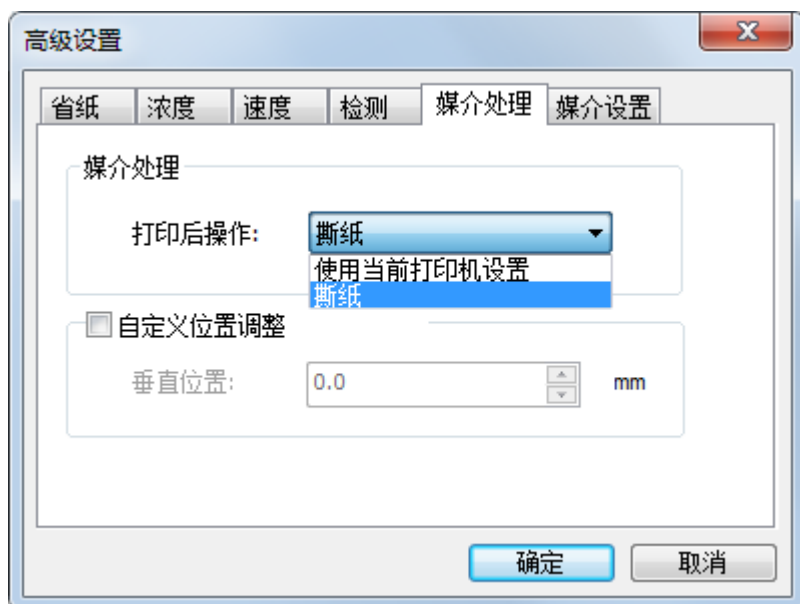 高级设置
省纸 浓度 速度 检测 媒介处理 媒介设置
媒介处理
打印后操作: 撕纸
使用当前打印机设置
撕纸
自定义位置调整
垂直位置: 0.0 mm
确定 取消